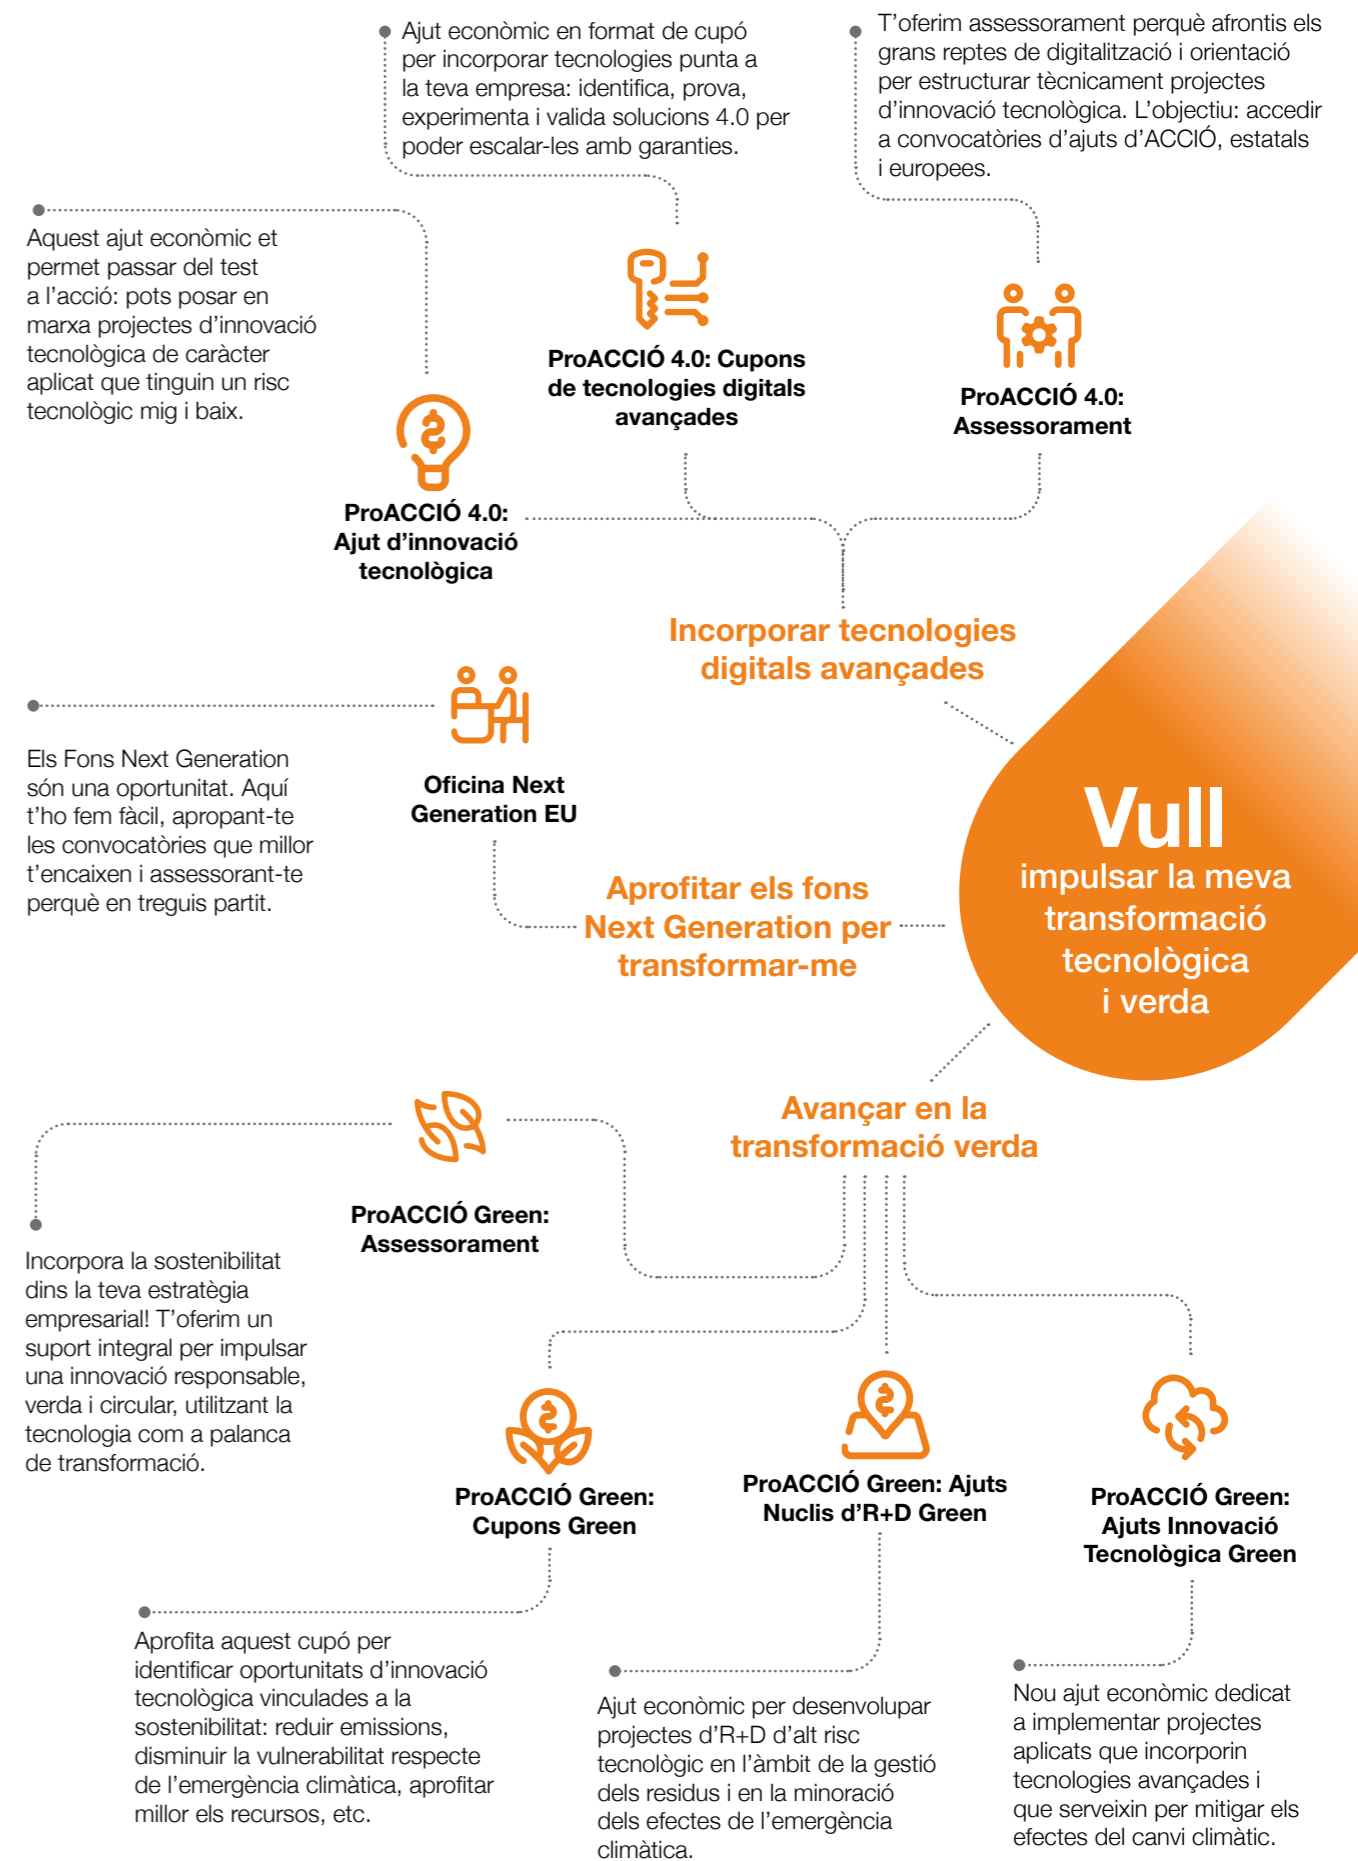 Ajut econòmic en format de cupó
per incorporar tecnologies punta a
la teva empresa: identifica, prova,
experimenta i valida solucions 4.0 per
poder escalar-les amb garanties.
T’oferim assessorament perquè afrontis els
grans reptes de digitalització i orientació
per estructurar tècnicament projectes
d’innovació tecnològica. L’objectiu: accedir
a convocatòries d’ajuts d’ACCIÓ, estatals
i europees.
Aquest ajut econòmic et
permet passar del test
a l’acció: pots posar en
marxa projectes d’innovació
tecnològica de caràcter
aplicat que tinguin un risc
tecnològic mig i baix.
ProACCIÓ 4.0: Cupons
de tecnologies digitals
avançades
ProACCIÓ 4.0:
Assessorament
ProACCIÓ 4.0:
Ajut d’innovació
tecnològica
Incorporar tecnologies
digitals avançades
Oficina Next
Generation EU
Els Fons Next Generation
són una oportunitat. Aquí
t’ho fem fàcil, apropant-te
les convocatòries que millor
t’encaixen i assessorant-te
perquè en treguis partit.
Aprofitar els fons
Next Generation per
transformar-me
Vull
impulsar la meva
transformació
tecnològica
i verda
Avançar en la
transformació verda
ProACCIÓ Green:
Assessorament
Incorpora la sostenibilitat
dins la teva estratègia
empresarial! T’oferim un
suport integral per impulsar
una innovació responsable,
verda i circular, utilitzant la
tecnologia com a palanca
de transformació.
ProACCIÓ Green:
Cupons Green
ProACCIÓ Green: Ajuts
Nuclis d’R+D Green
ProACCIÓ Green:
Ajuts Innovació
Tecnològica Green
Aprofita aquest cupó per
identificar oportunitats d’innovació
tecnològica vinculades a la
sostenibilitat: reduir emissions,
disminuir la vulnerabilitat respecte
de l’emergència climàtica, aprofitar
millor els recursos, etc.
Ajut econòmic per desenvolupar
projectes d’R+D d’alt risc
tecnològic en l’àmbit de la gestió
dels residus i en la minoració
dels efectes de l’emergència
climàtica.
Nou ajut econòmic dedicat
a implementar projectes
aplicats que incorporin
tecnologies avançades i
que serveixin per mitigar els
efectes del canvi climàtic.